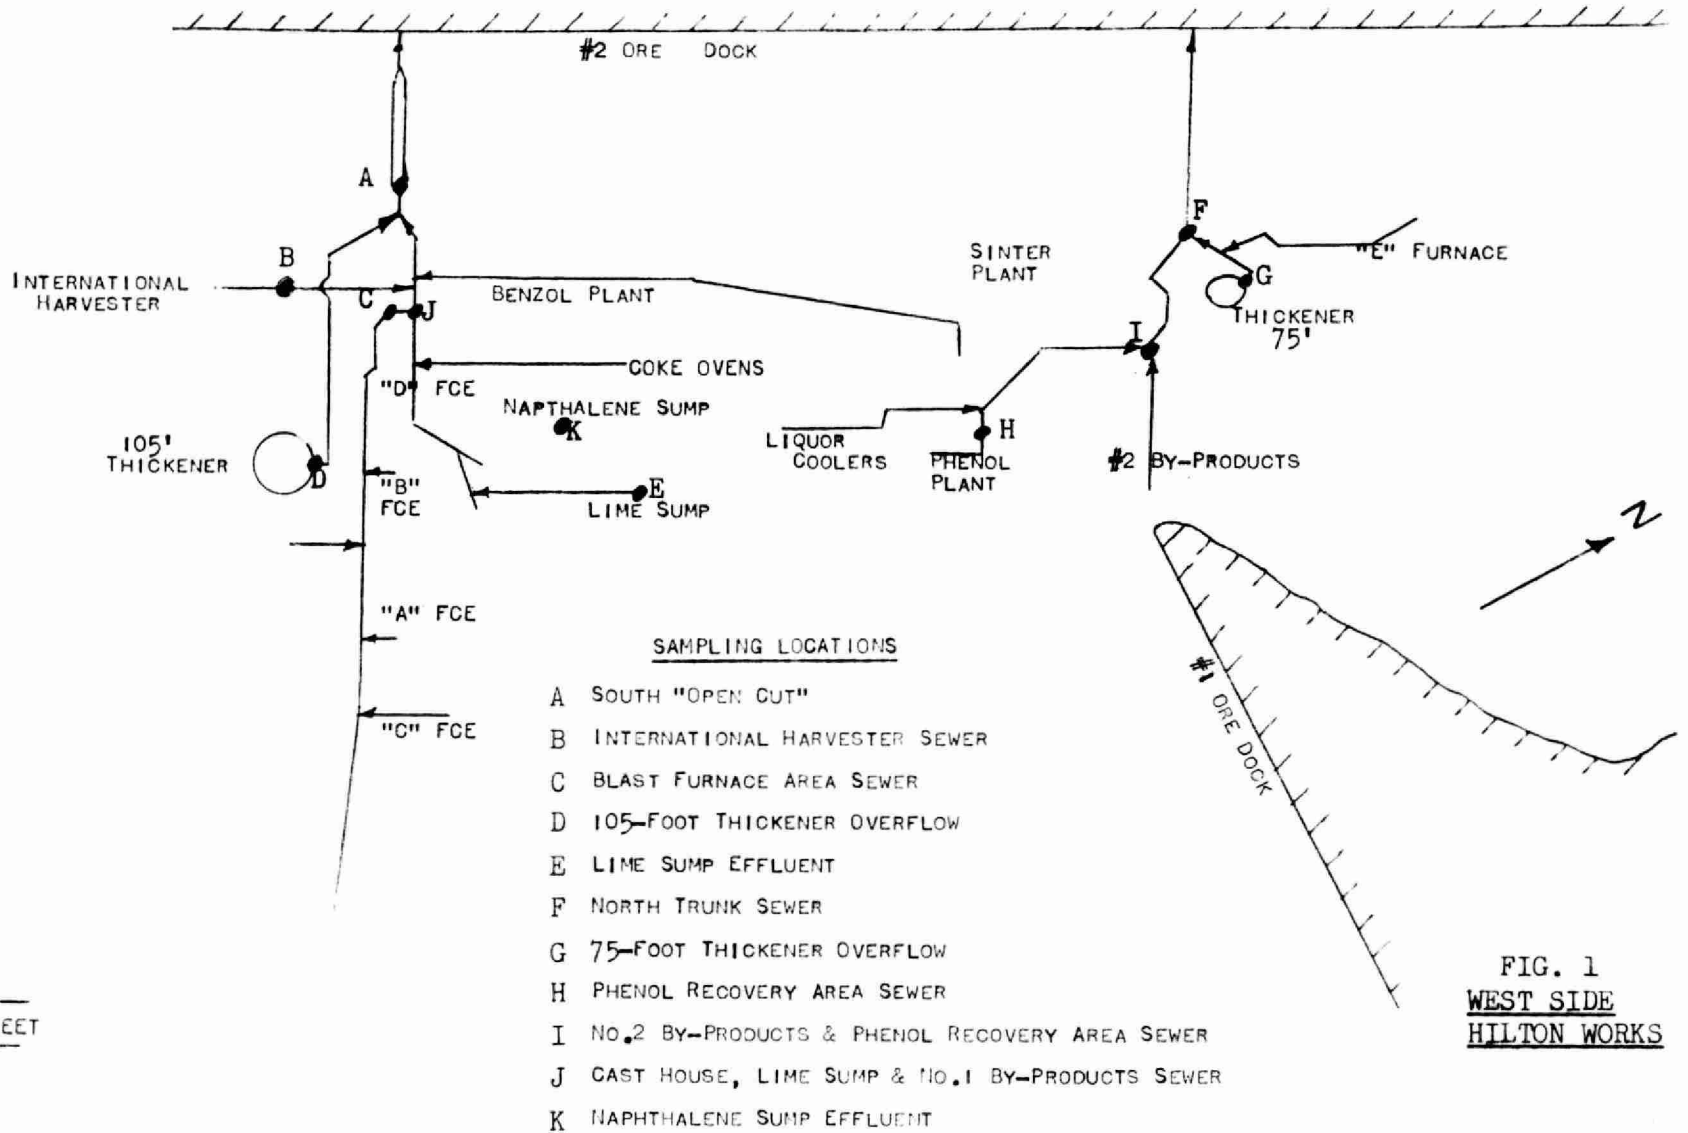 #2 ORE DOCK
A
F
B
"E" FURNACE
SINTER
PLANT
G
INTERNATIONAL
HARVESTER
BENZOL PLANT
C
J
THICKENER
75'
I
COKE OVENS
"D" FCE
NAPTHALENE SUMP
K
H
LIQUOR
COOLERS
PHENOL
PLANT
#2 BY-PRODUCTS
105'
THICKENER
D
"B"
FCE
E
LIME SUMP
N
"A" FCE
#1 ORE DOCK
"C" FCE
SAMPLING LOCATIONS
A SOUTH "OPEN CUT"
B INTERNATIONAL HARVESTER SEWER
C BLAST FURNACE AREA SEWER
D 105-FOOT THICKENER OVERFLOW
E LIME SUMP EFFLUENT
F NORTH TRUNK SEWER
G 75-FOOT THICKENER OVERFLOW
H PHENOL RECOVERY AREA SEWER
I NO.2 BY-PRODUCTS & PHENOL RECOVERY AREA SEWER
J CAST HOUSE, LIME SUMP & NO.1 BY-PRODUCTS SEWER
K NAPHTHALENE SUMP EFFLUENT
EET
FIG. 1
WEST SIDE
HILTON WORKS